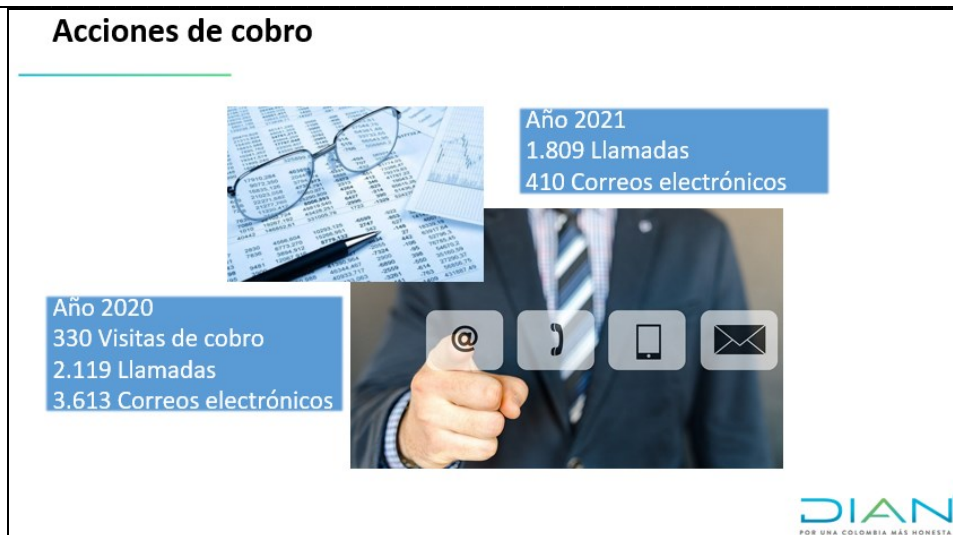 Acciones de cobro
Año 2021
1.809 Llamadas
410 Correos electrónicos
Año 2020
330 Visitas de cobro
2.119 Llamadas
3.613 Correos electrónicos
@
DIAN
POR UNA COLOMBIA MÁS HONESTA